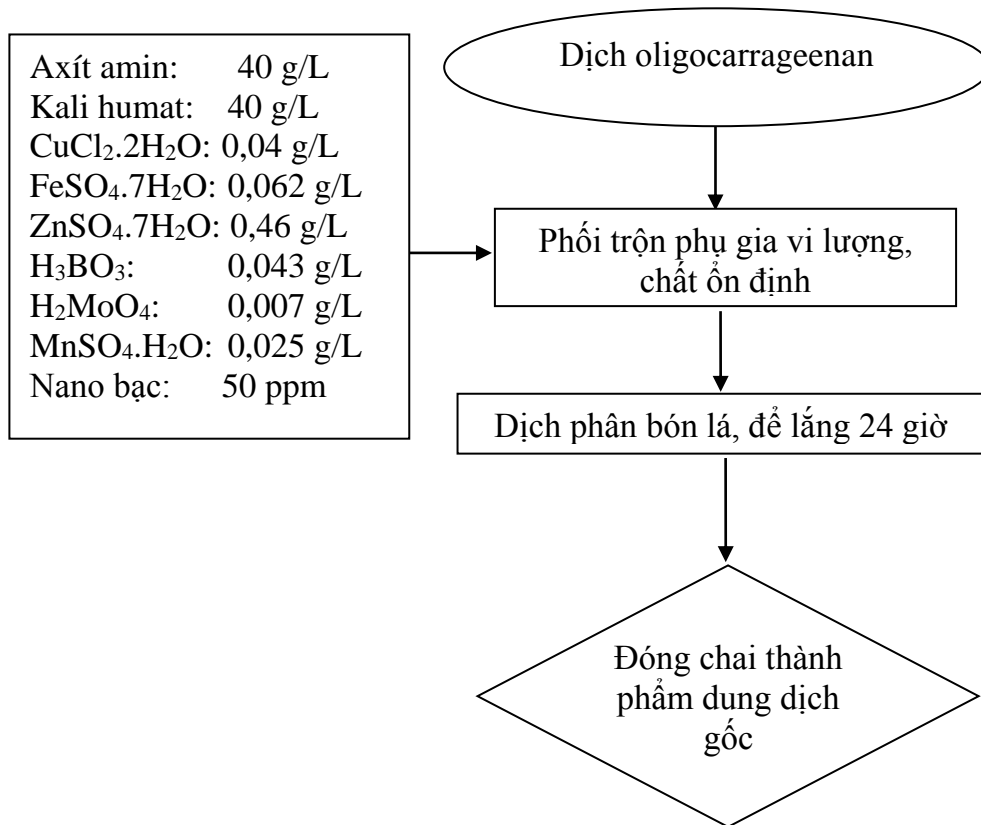 Axít amin: 40 g/L
Kali humat: 40 g/L
CuCl₂.2H₂O: 0,04 g/L
FeSO₄.7H₂O: 0,062 g/L
ZnSO₄.7H₂O: 0,46 g/L
H₃BO₃: 0,043 g/L
H₂MoO₄: 0,007 g/L
MnSO₄.H₂O: 0,025 g/L
Nano bạc: 50 ppm
Dịch oligocarrageenan
Phối trộn phụ gia vi lượng,
chất ổn định
Dịch phân bón lá, để lắng 24 giờ
Đóng chai thành
phẩm dung dịch
gốc